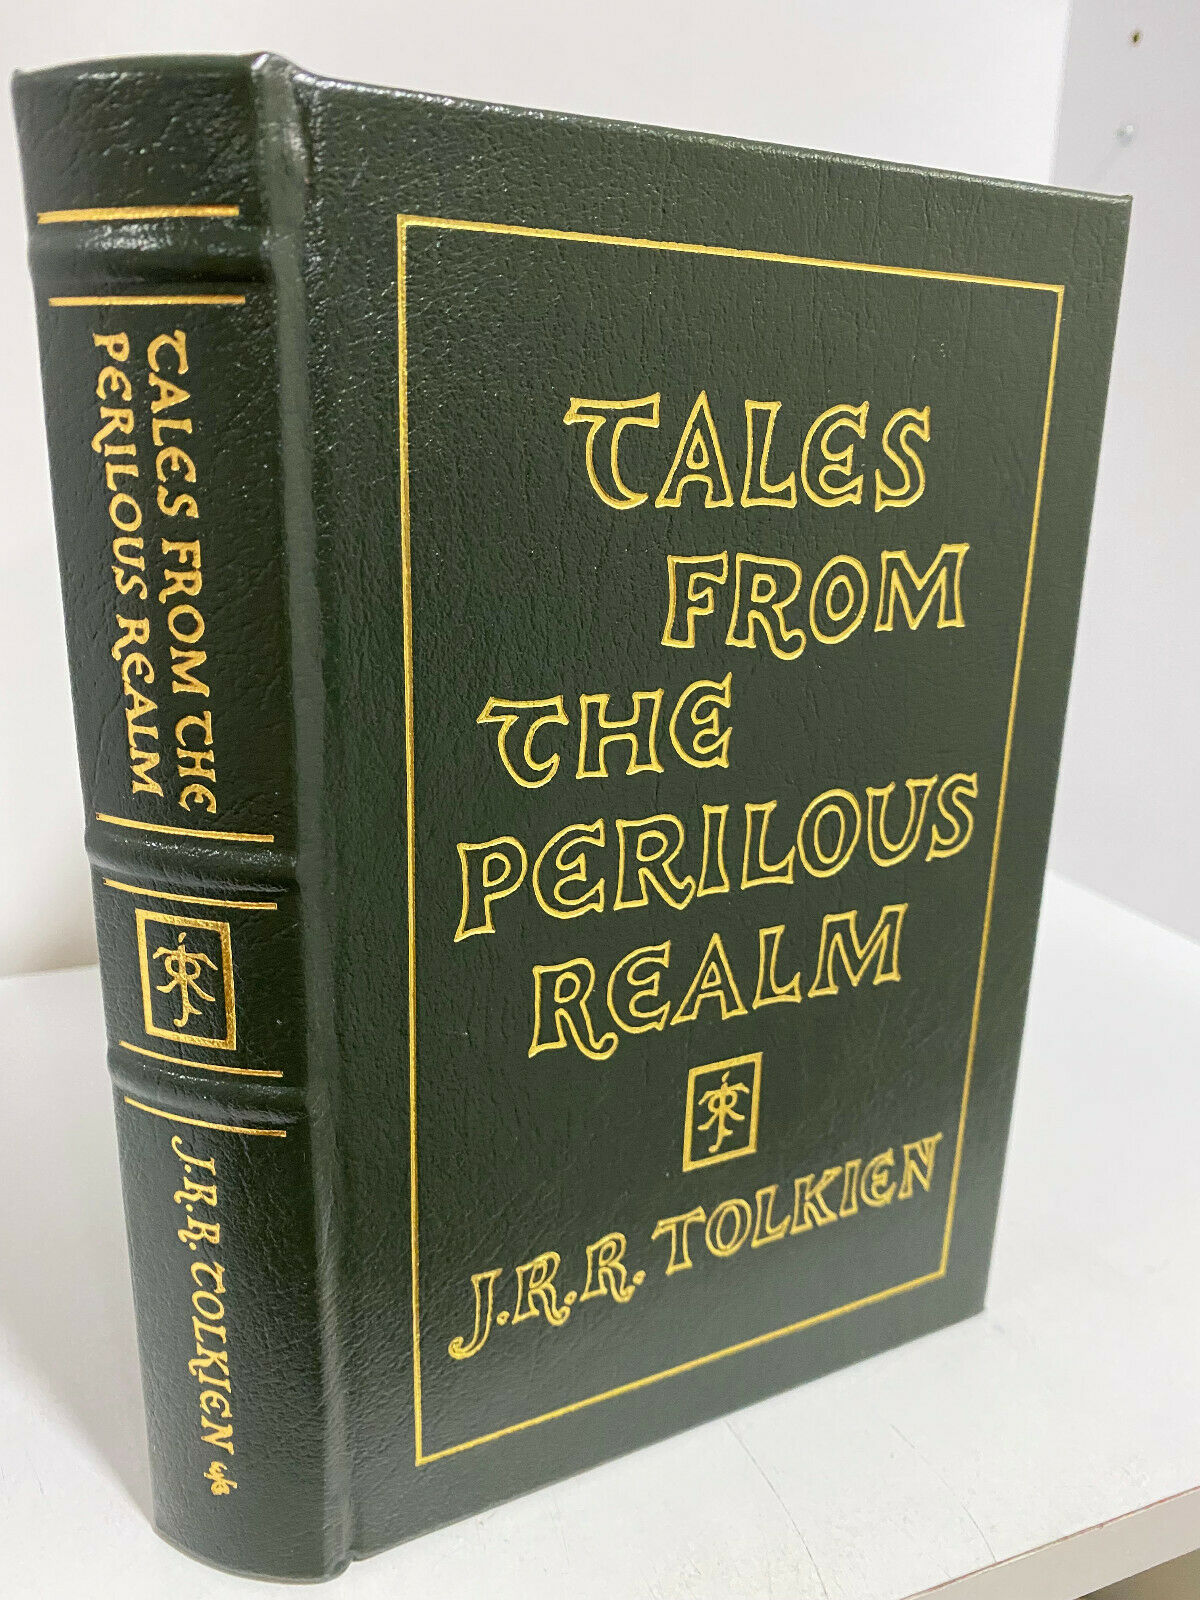 TALES FROM THE
PERILOUS REALM
J.R.R. TOLKIEN
TALES
FROM
THE
PERILOUS
REALM
J.R.R. TOLKIEN